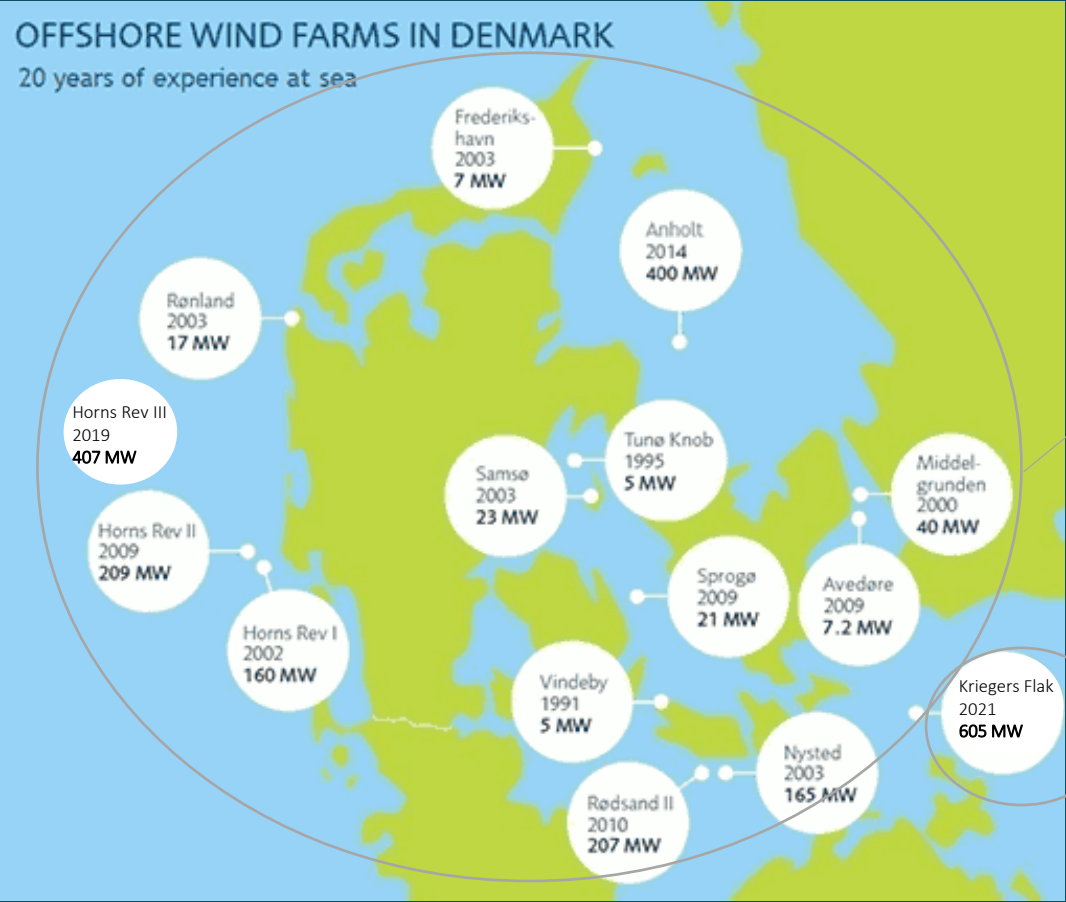 OFFSHORE WIND FARMS IN DENMARK
20 years of experience at sea
Frederiks-
havn
2003
7 MW
Anholt
2014
400 MW
Rønland
2003
17 MW
Horns Rev III
2019
407 MW
Tunø Knob
1995
5 MW
Samsø
2003
23 MW
Middel-
grunden
2000
40 MW
Horns Rev II
2009
209 MW
Sprogø
2009
21 MW
Avedøre
2009
7.2 MW
Horns Rev I
2002
160 MW
Vindeby
1991
5 MW
Kriegers Flak
2021
605 MW
Nysted
2003
165 MW
Rødsand II
2010
207 MW